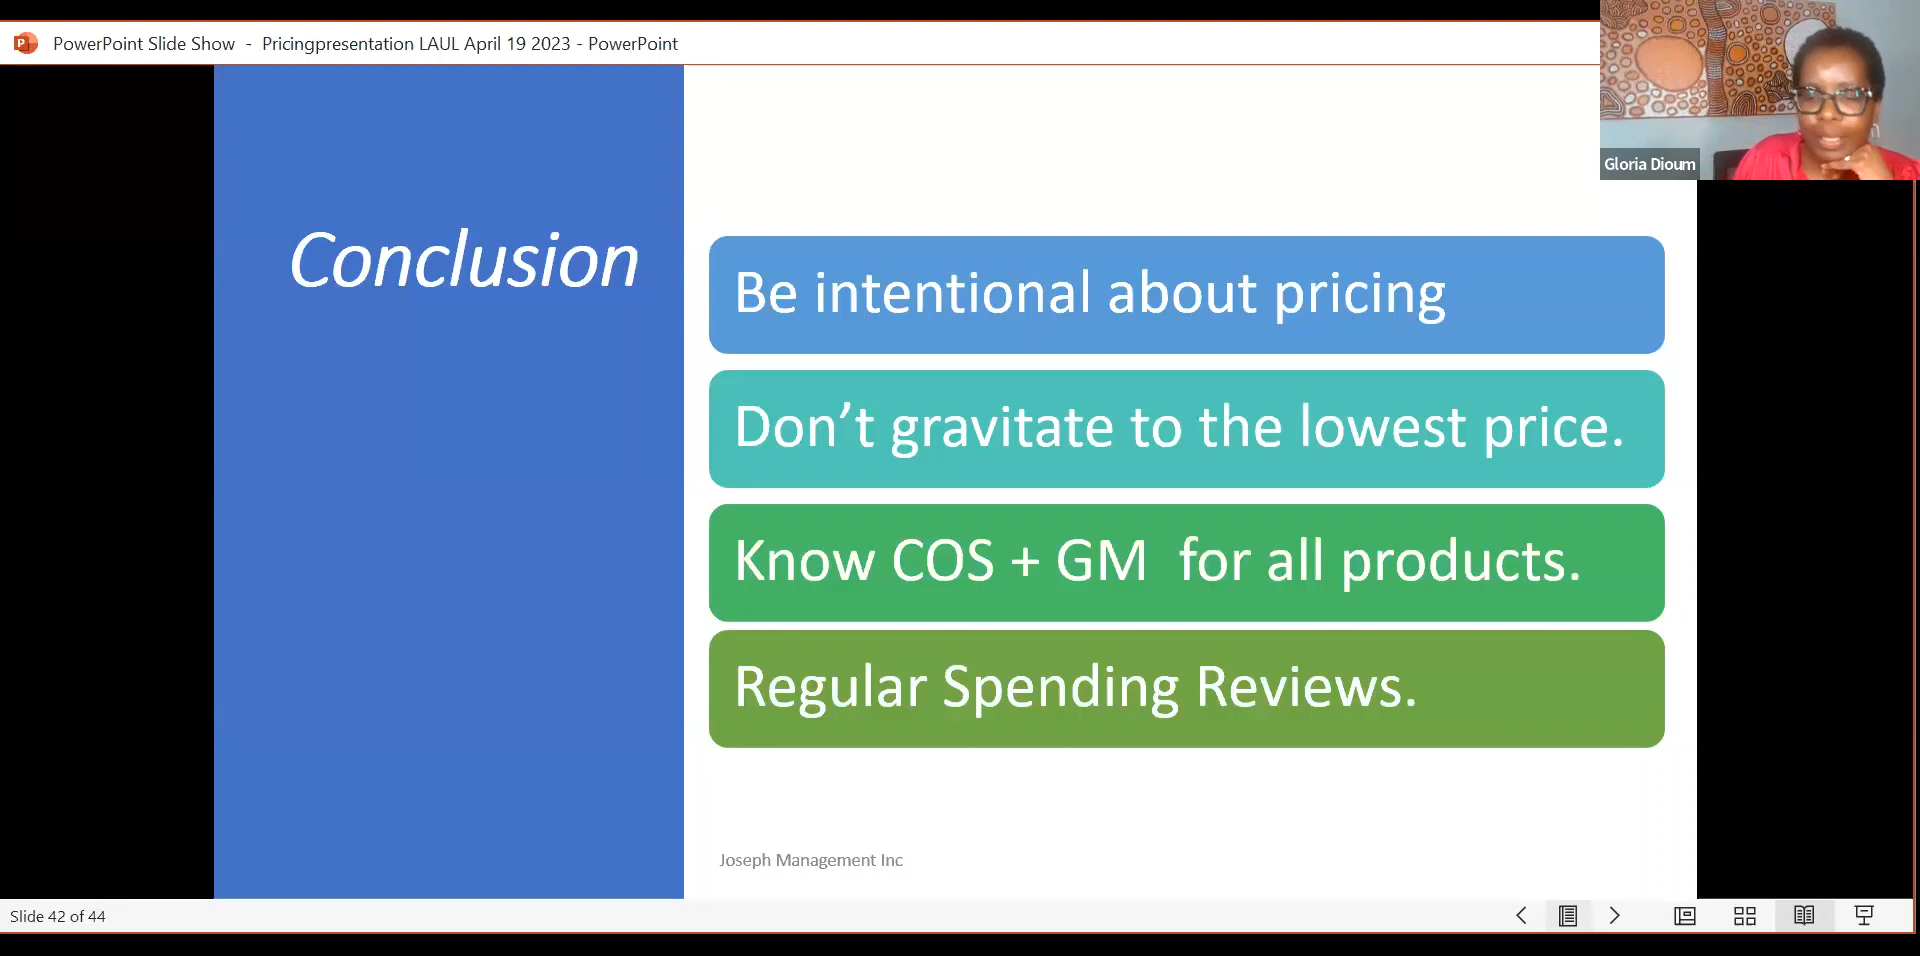 PowerPoint Slide Show - Pricingpresentation LAUL April 19 2023 - PowerPoint
Gloria Dioum
Conclusion
Be intentional about pricing
Don’t gravitate to the lowest price.
Know COS + GM  for all products.
Regular Spending Reviews.
Joseph Management Inc
Slide 42 of 44